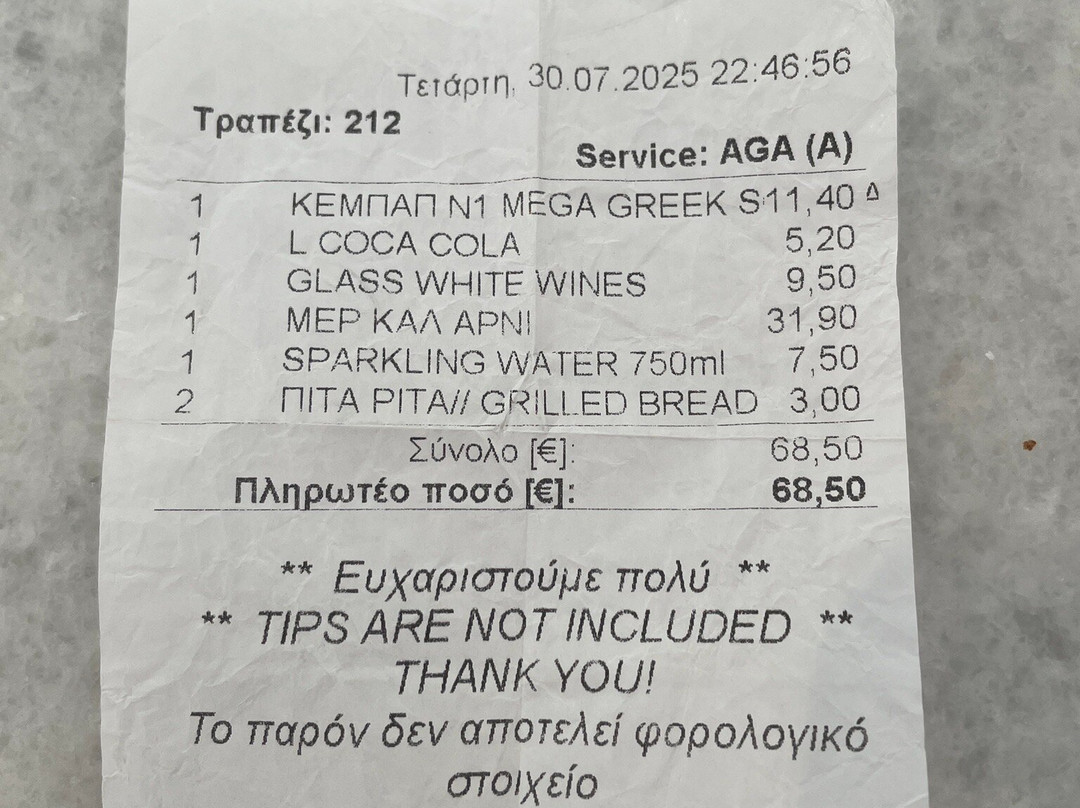 Τετάρτη, 30.07.2025 22:46:56
Τραπέζι: 212
Service: AGA (A)
1 ΚΕΜΠΑΠ Ν1 MEGA GREEK S11,40 Δ
1 L COCA COLA 5,20
1 GLASS WHITE WINES 9,50
1 ΜΕΡ ΚΑΛ ΑΡΝΙ 31,90
1 SPARKLING WATER 750ml 7,50
2 ΠΙΤΑ PITA// GRILLED BREAD 3,00
Σύνολο [€]: 68,50
Πληρωτέο ποσό [€]: 68,50
** Ευχαριστούμε πολύ **
** TIPS ARE NOT INCLUDED **
THANK YOU!
Το παρόν δεν αποτελεί φορολογικό
στοιχείο